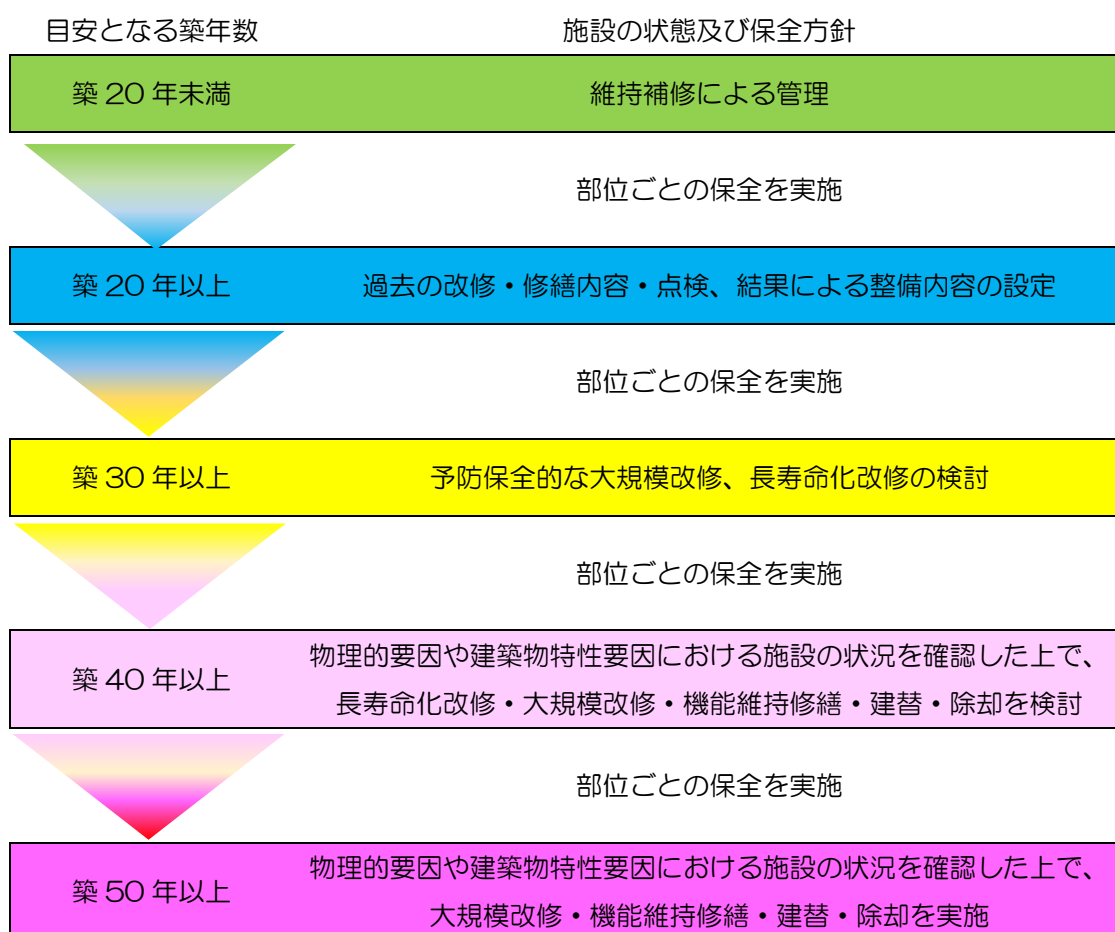 目安となる築年数 施設の状態及び保全方針
築20年未満 維持補修による管理
部位ごとの保全を実施
築20年以上 過去の改修・修繕内容・点検、結果による整備内容の設定
部位ごとの保全を実施
築30年以上 予防保全的な大規模改修、長寿命化改修の検討
部位ごとの保全を実施
築40年以上 物理的要因や建築物特性要因における施設の状況を確認した上で、
長寿命化改修・大規模改修・機能維持修繕・建替・除却を検討
部位ごとの保全を実施
築50年以上 物理的要因や建築物特性要因における施設の状況を確認した上で、
大規模改修・機能維持修繕・建替・除却を実施